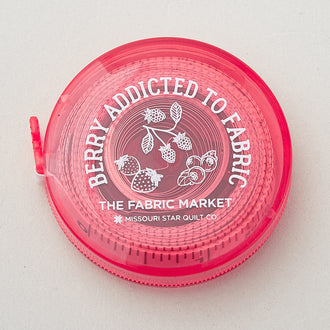 BERRY ADDICTED TO FABRIC
THE FABRIC MARKET
MISSOURI STAR QUILT CO.